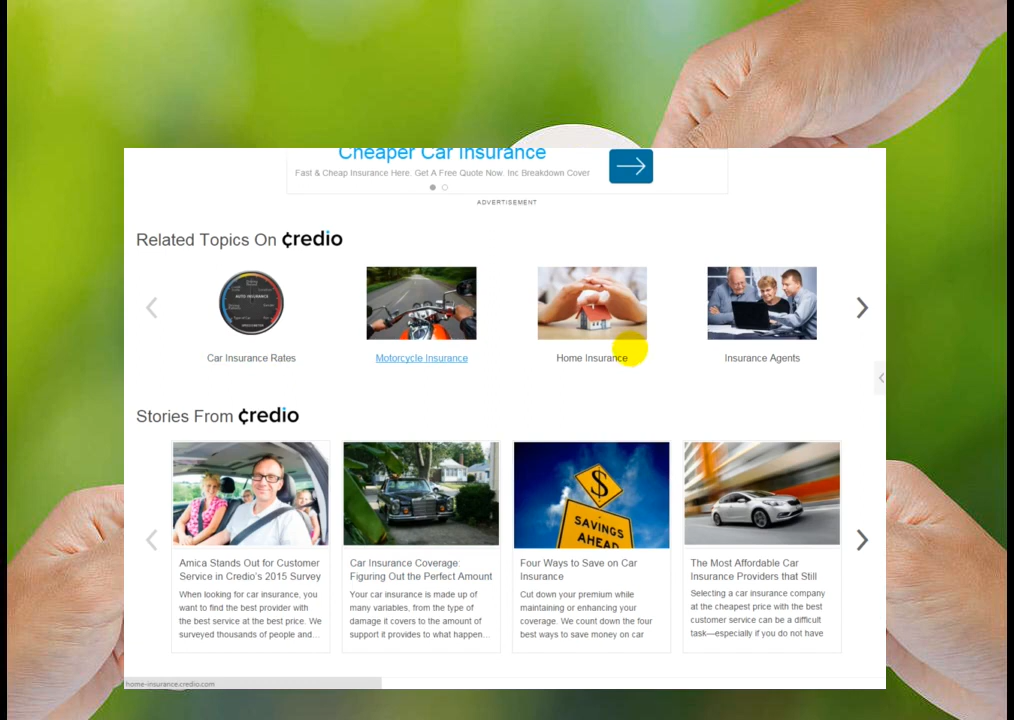 Cheaper Car Insurance
Fast & Cheap Insurance Here. Get A Free Quote Now. Inc Breakdown Cover
ADVERTISEMENT
Related Topics On ¢redio
AUTO INSURANCE
Car Insurance Rates
Motorcycle Insurance
Home Insurance
Insurance Agents
Stories From ¢redio
$
SAVINGS
AHEAD
Amica Stands Out for Customer
Service in Credio's 2015 Survey
When looking for car insurance, you
want to find the best provider with
the best service at the best price. We
surveyed thousands of people and...
Car Insurance Coverage:
Figuring Out the Perfect Amount
Your car insurance is made up of
many variables, from the type of
damage it covers to the amount of
support it provides to what happen...
Four Ways to Save on Car
Insurance
Cut down your premium while
maintaining or enhancing your
coverage. We count down the four
best ways to save money on car
The Most Affordable Car
Insurance Providers that Still
Selecting a car insurance company
at the cheapest price with the best
customer service can be a difficult
task—especially if you do not have
home-insurance.credio.com